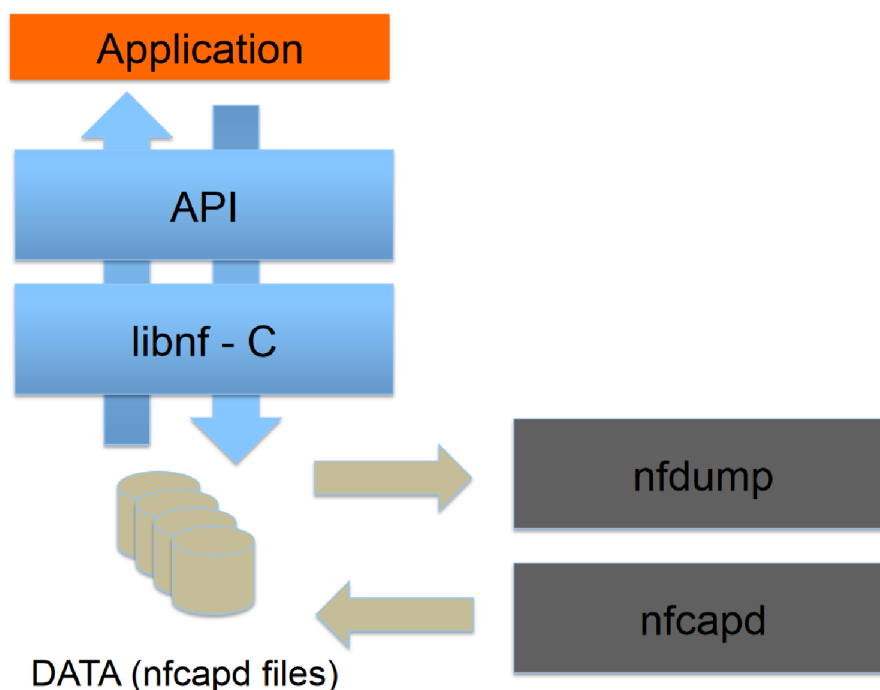 Application
API
libnf - C
nfdump
nfcapd
DATA (nfcapd files)